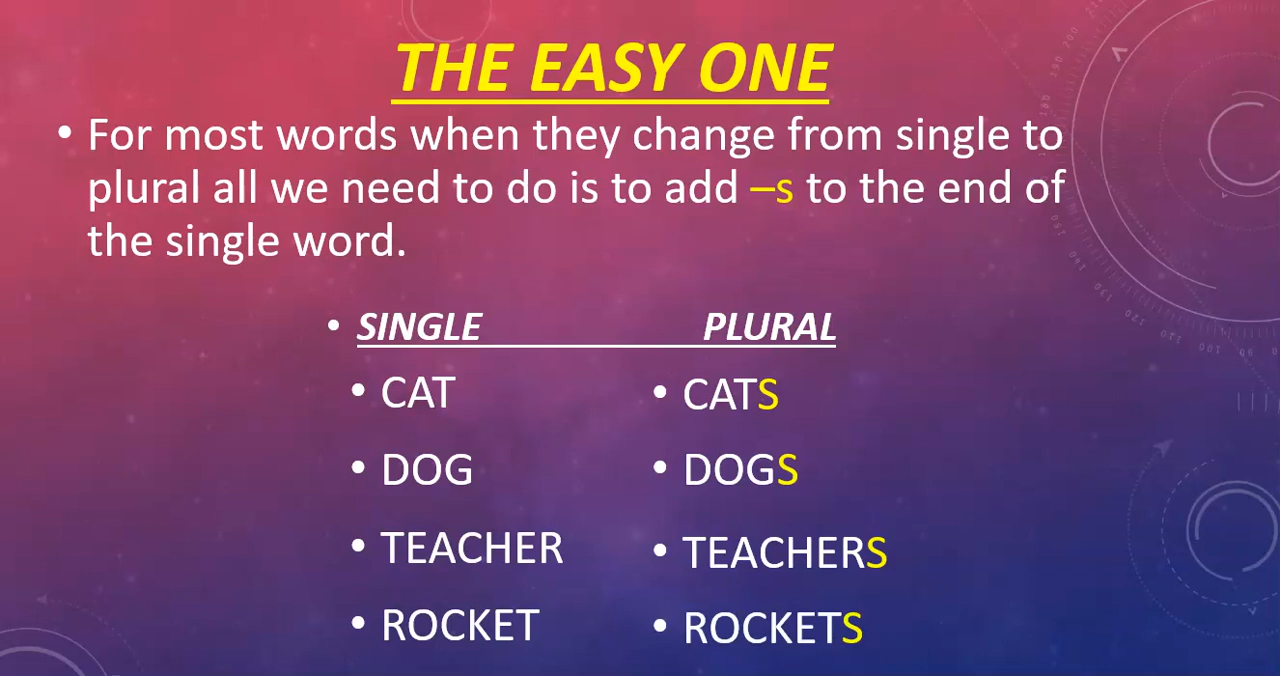 THE EASY ONE
• For most words when they change from single to
plural all we need to do is to add –s to the end of
the single word.
• SINGLE PLURAL
• CAT • CATS
• DOG • DOGS
• TEACHER • TEACHERS
• ROCKET • ROCKETS